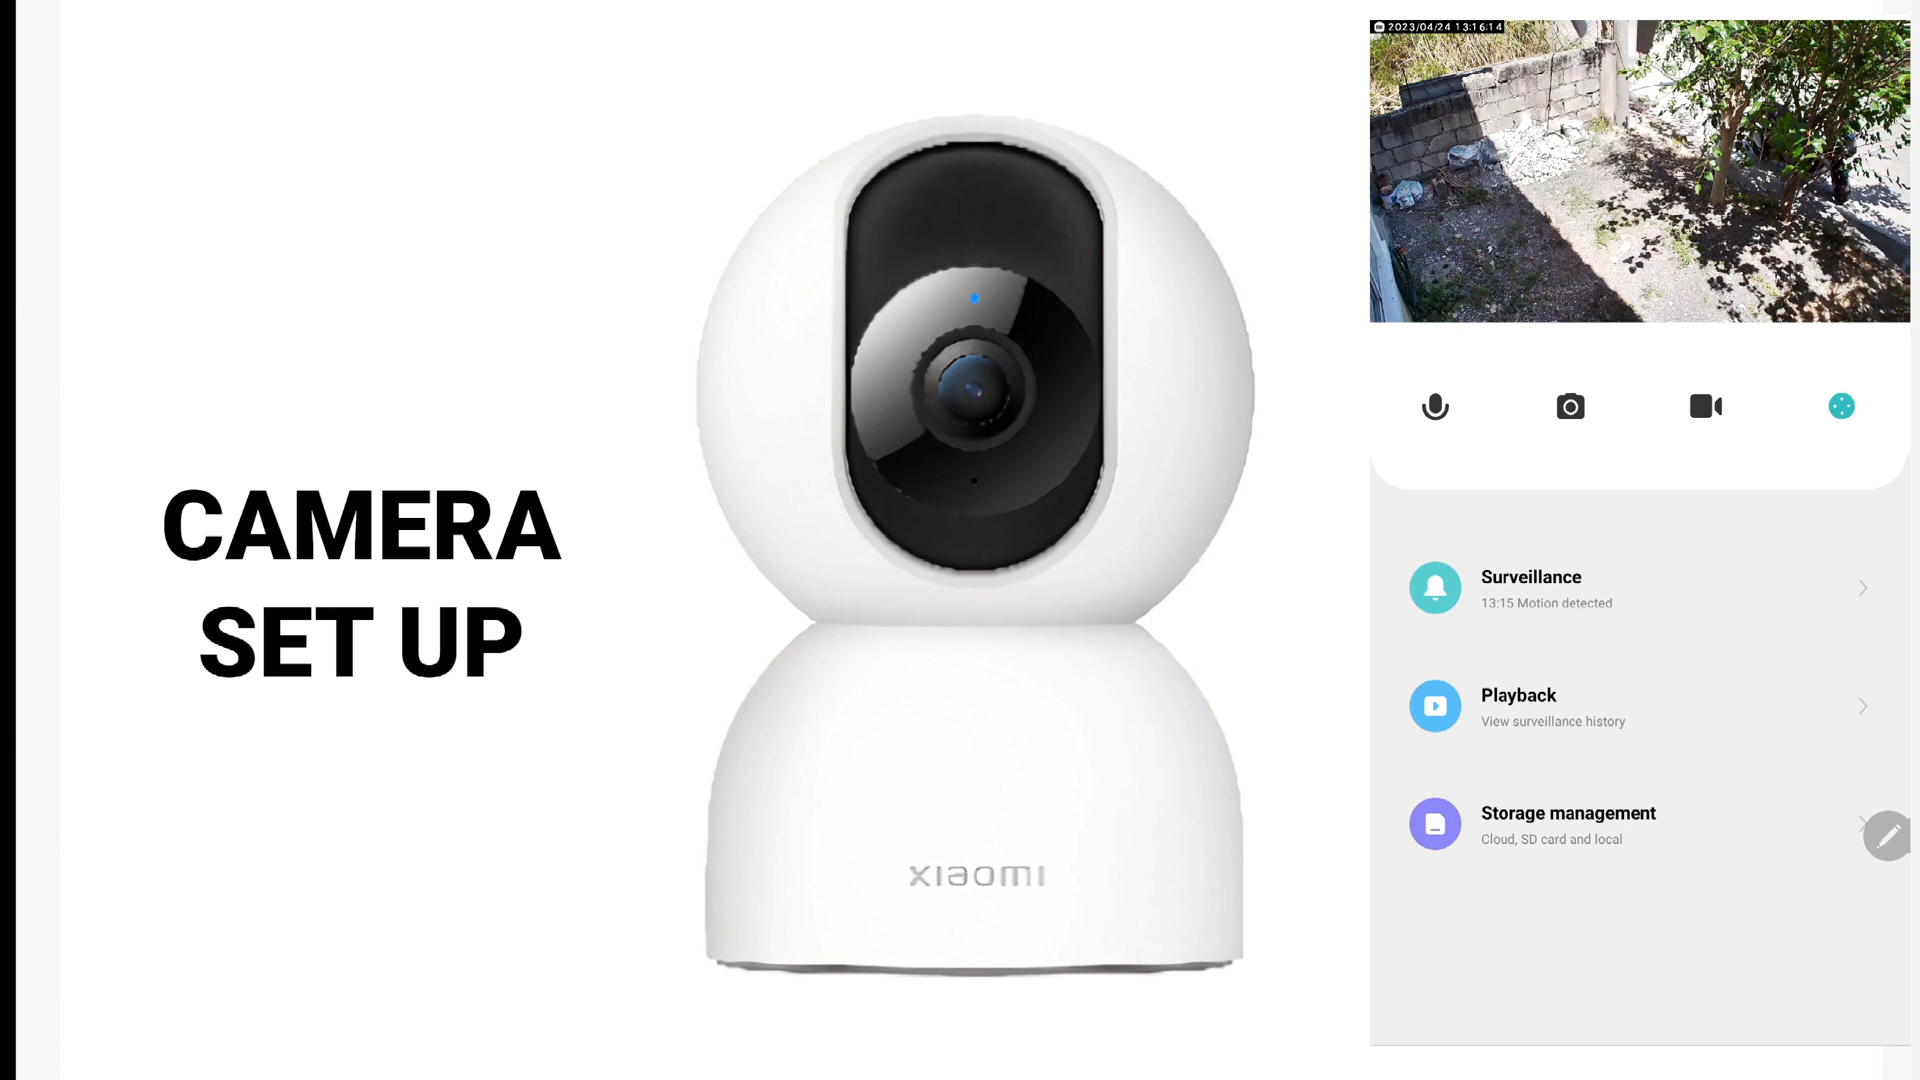 2023/04/24 13:16:14
CAMERA
SET UP
xiaomi
Surveillance
13:15 Motion detected
Playback
View surveillance history
Storage management
Cloud, SD card and local